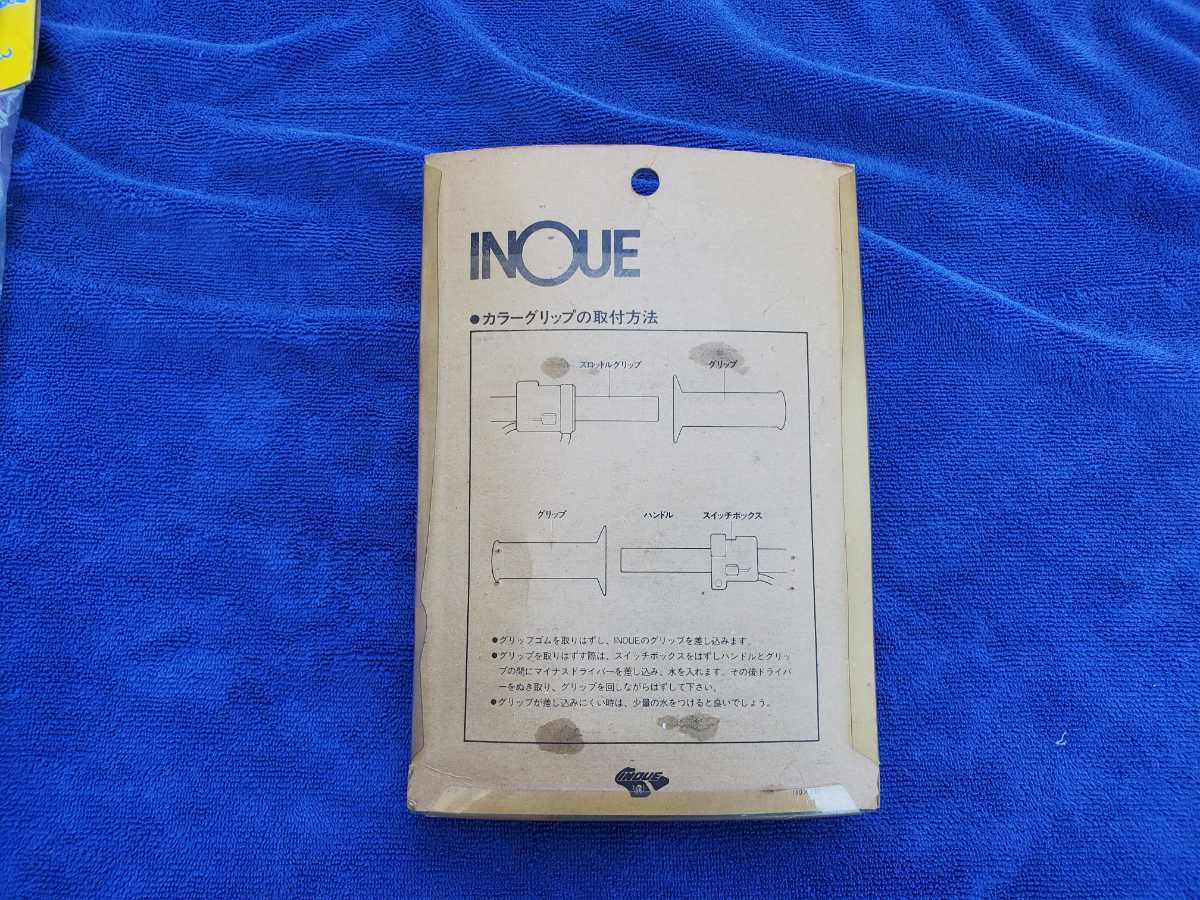 INOUE
●カラーグリップの取付方法
スロットルグリップ グリップ
グリップ ハンドル スイッチボックス
●グリップゴムを取りはずし、INOUEのグリップを差し込みます。
●グリップを取りはずす際は、スイッチボックスをはずしハンドルとグリッ
プの間にマイナスドライバーを差し込み、水を入れます。その後ドライバ
ーをぬき取り、グリップを回しながらはずして下さい。
●グリップが差し込みにくい時は、少量の水をつけると良いでしょう。
INOUE